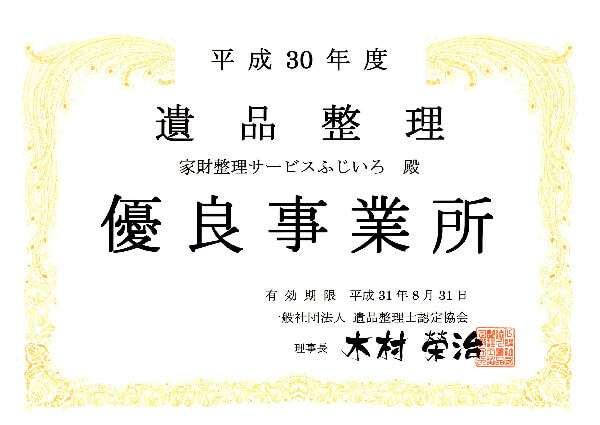 平成30年度
遺品整理
家財整理サービスふじいろ 殿
優良事業所
有効期限 平成31年8月31日
一般社団法人 遺品整理士認定協会
理事長 木村 榮治